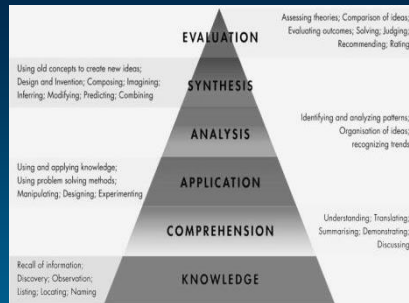 Assessing theories; Comparison of ideas;
Evaluating outcomes; Solving; Judging;
Recommending; Rating
EVALUATION
Using old concepts to create new ideas;
Design and Invention; Composing; Imagining;
Inferring; Modifying; Predicting; Combining
SYNTHESIS
Identifying and analyzing patterns;
Organisation of ideas;
recognizing trends
ANALYSIS
Using and applying knowledge;
Using problem solving methods;
Manipulating; Designing; Experimenting
APPLICATION
Understanding; Translating;
Summarising; Demonstrating;
Discussing
COMPREHENSION
Recall of information;
Discovery; Observation;
Listing; Locating; Naming
KNOWLEDGE